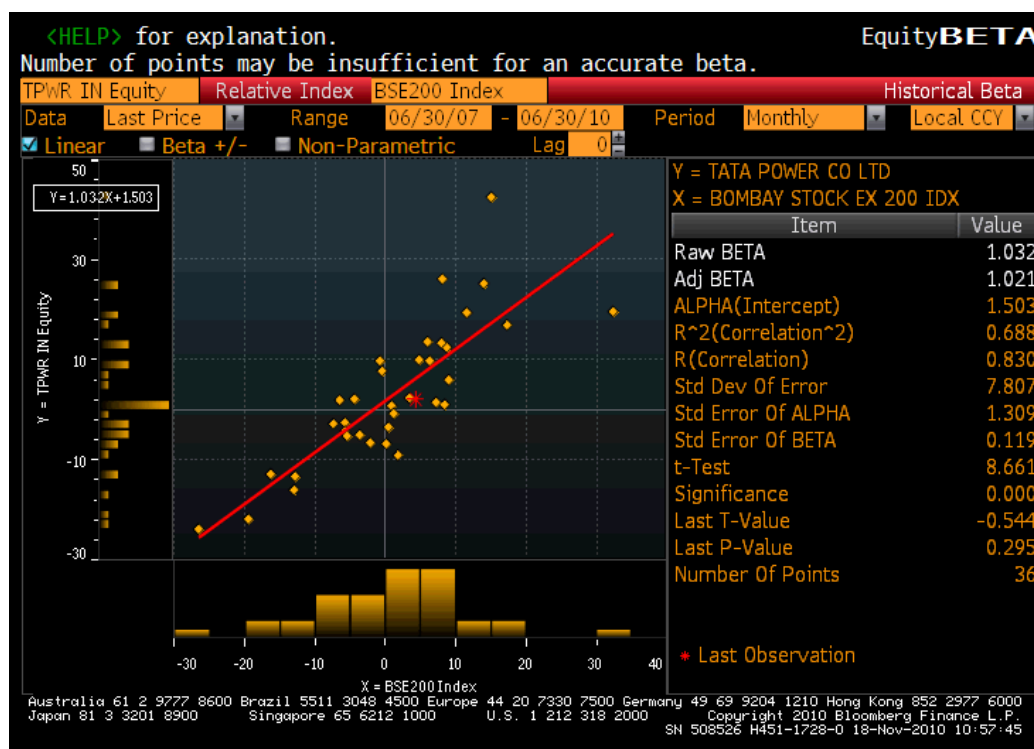 <HELP> for explanation.
EquityBETA
Number of points may be insufficient for an accurate beta.
TPWR IN Equity Relative Index BSE200 Index Historical Beta
Data Last Price Range 06/30/07 - 06/30/10 Period Monthly Local CCY
Linear Beta +/- Non-Parametric Lag 0
Y=1.032X+1.503
50
30
10
-10
-30
Y = TPWR IN Equity
-30 -20 -10 0 10 20 30 40
X = BSE200 Index
Y = TATA POWER CO LTD
X = BOMBAY STOCK EX 200 IDX
Item Value
Raw BETA 1.032
Adj BETA 1.021
ALPHA(Intercept) 1.503
R^2(Correlation^2) 0.688
R(Correlation) 0.830
Std Dev Of Error 7.807
Std Error Of ALPHA 1.309
Std Error Of BETA 0.119
t-Test 8.661
Significance 0.000
Last T-Value -0.544
Last P-Value 0.295
Number Of Points 36
* Last Observation
Australia 61 2 9777 8600 Brazil 5511 3048 4500 Europe 44 20 7330 7500 Germany 49 69 9204 1210 Hong Kong 852 2977 6000
Japan 81 3 3201 8900 Singapore 65 6212 1000 U.S. 1 212 318 2000 Copyright 2010 Bloomberg Finance L.P.
SN 508526 H451-1728-0 18-Nov-2010 10:57:45